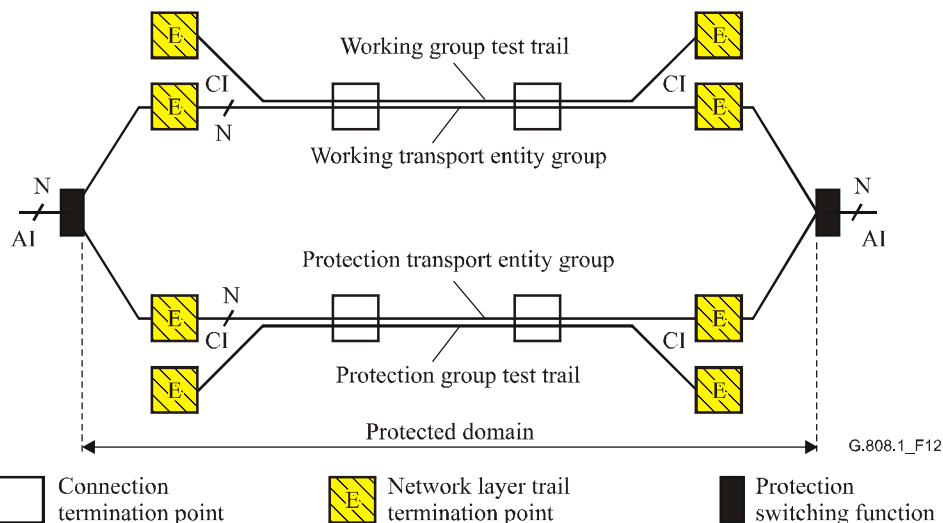 E
E
Working group test trail
CI
CI
E
E
N
Working transport entity group
N
N
AI
AI
Protection transport entity group
N
E
E
CI
CI
Protection group test trail
E
E
Protected domain
G.808.1_F12
Connection
termination point
E
Network layer trail
termination point
Protection
switching function